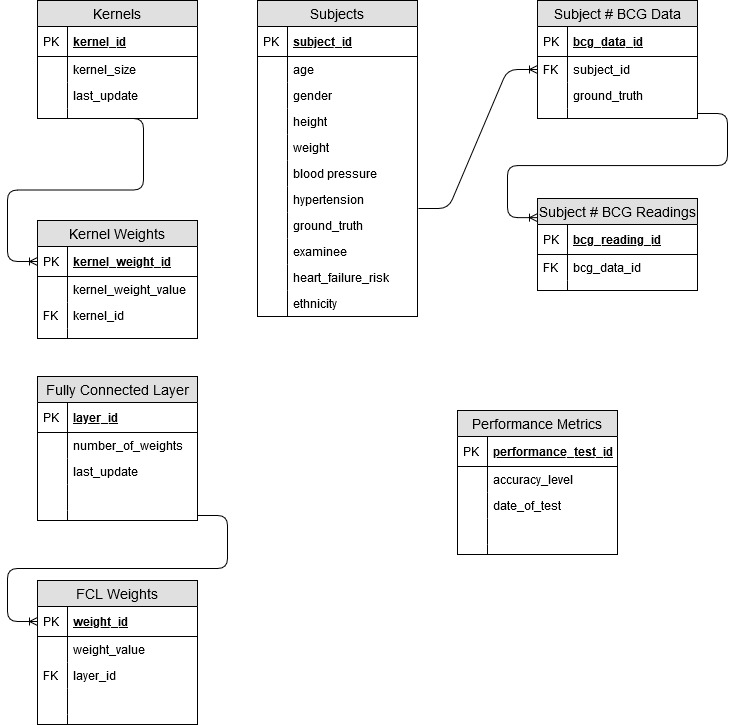 Kernels
PK kernel_id
kernel_size
last_update
Kernel Weights
PK kernel_weight_id
kernel_weight_value
FK kernel_id
Fully Connected Layer
PK layer_id
number_of_weights
last_update
FCL Weights
PK weight_id
weight_value
FK layer_id
Subjects
PK subject_id
age
gender
height
weight
blood pressure
hypertension
ground_truth
examinee
heart_failure_risk
ethnicity
Subject # BCG Data
PK bcg_data_id
FK subject_id
ground_truth
Subject # BCG Readings
PK bcg_reading_id
FK bcg_data_id
Performance Metrics
PK performance_test_id
accuracy_level
date_of_test